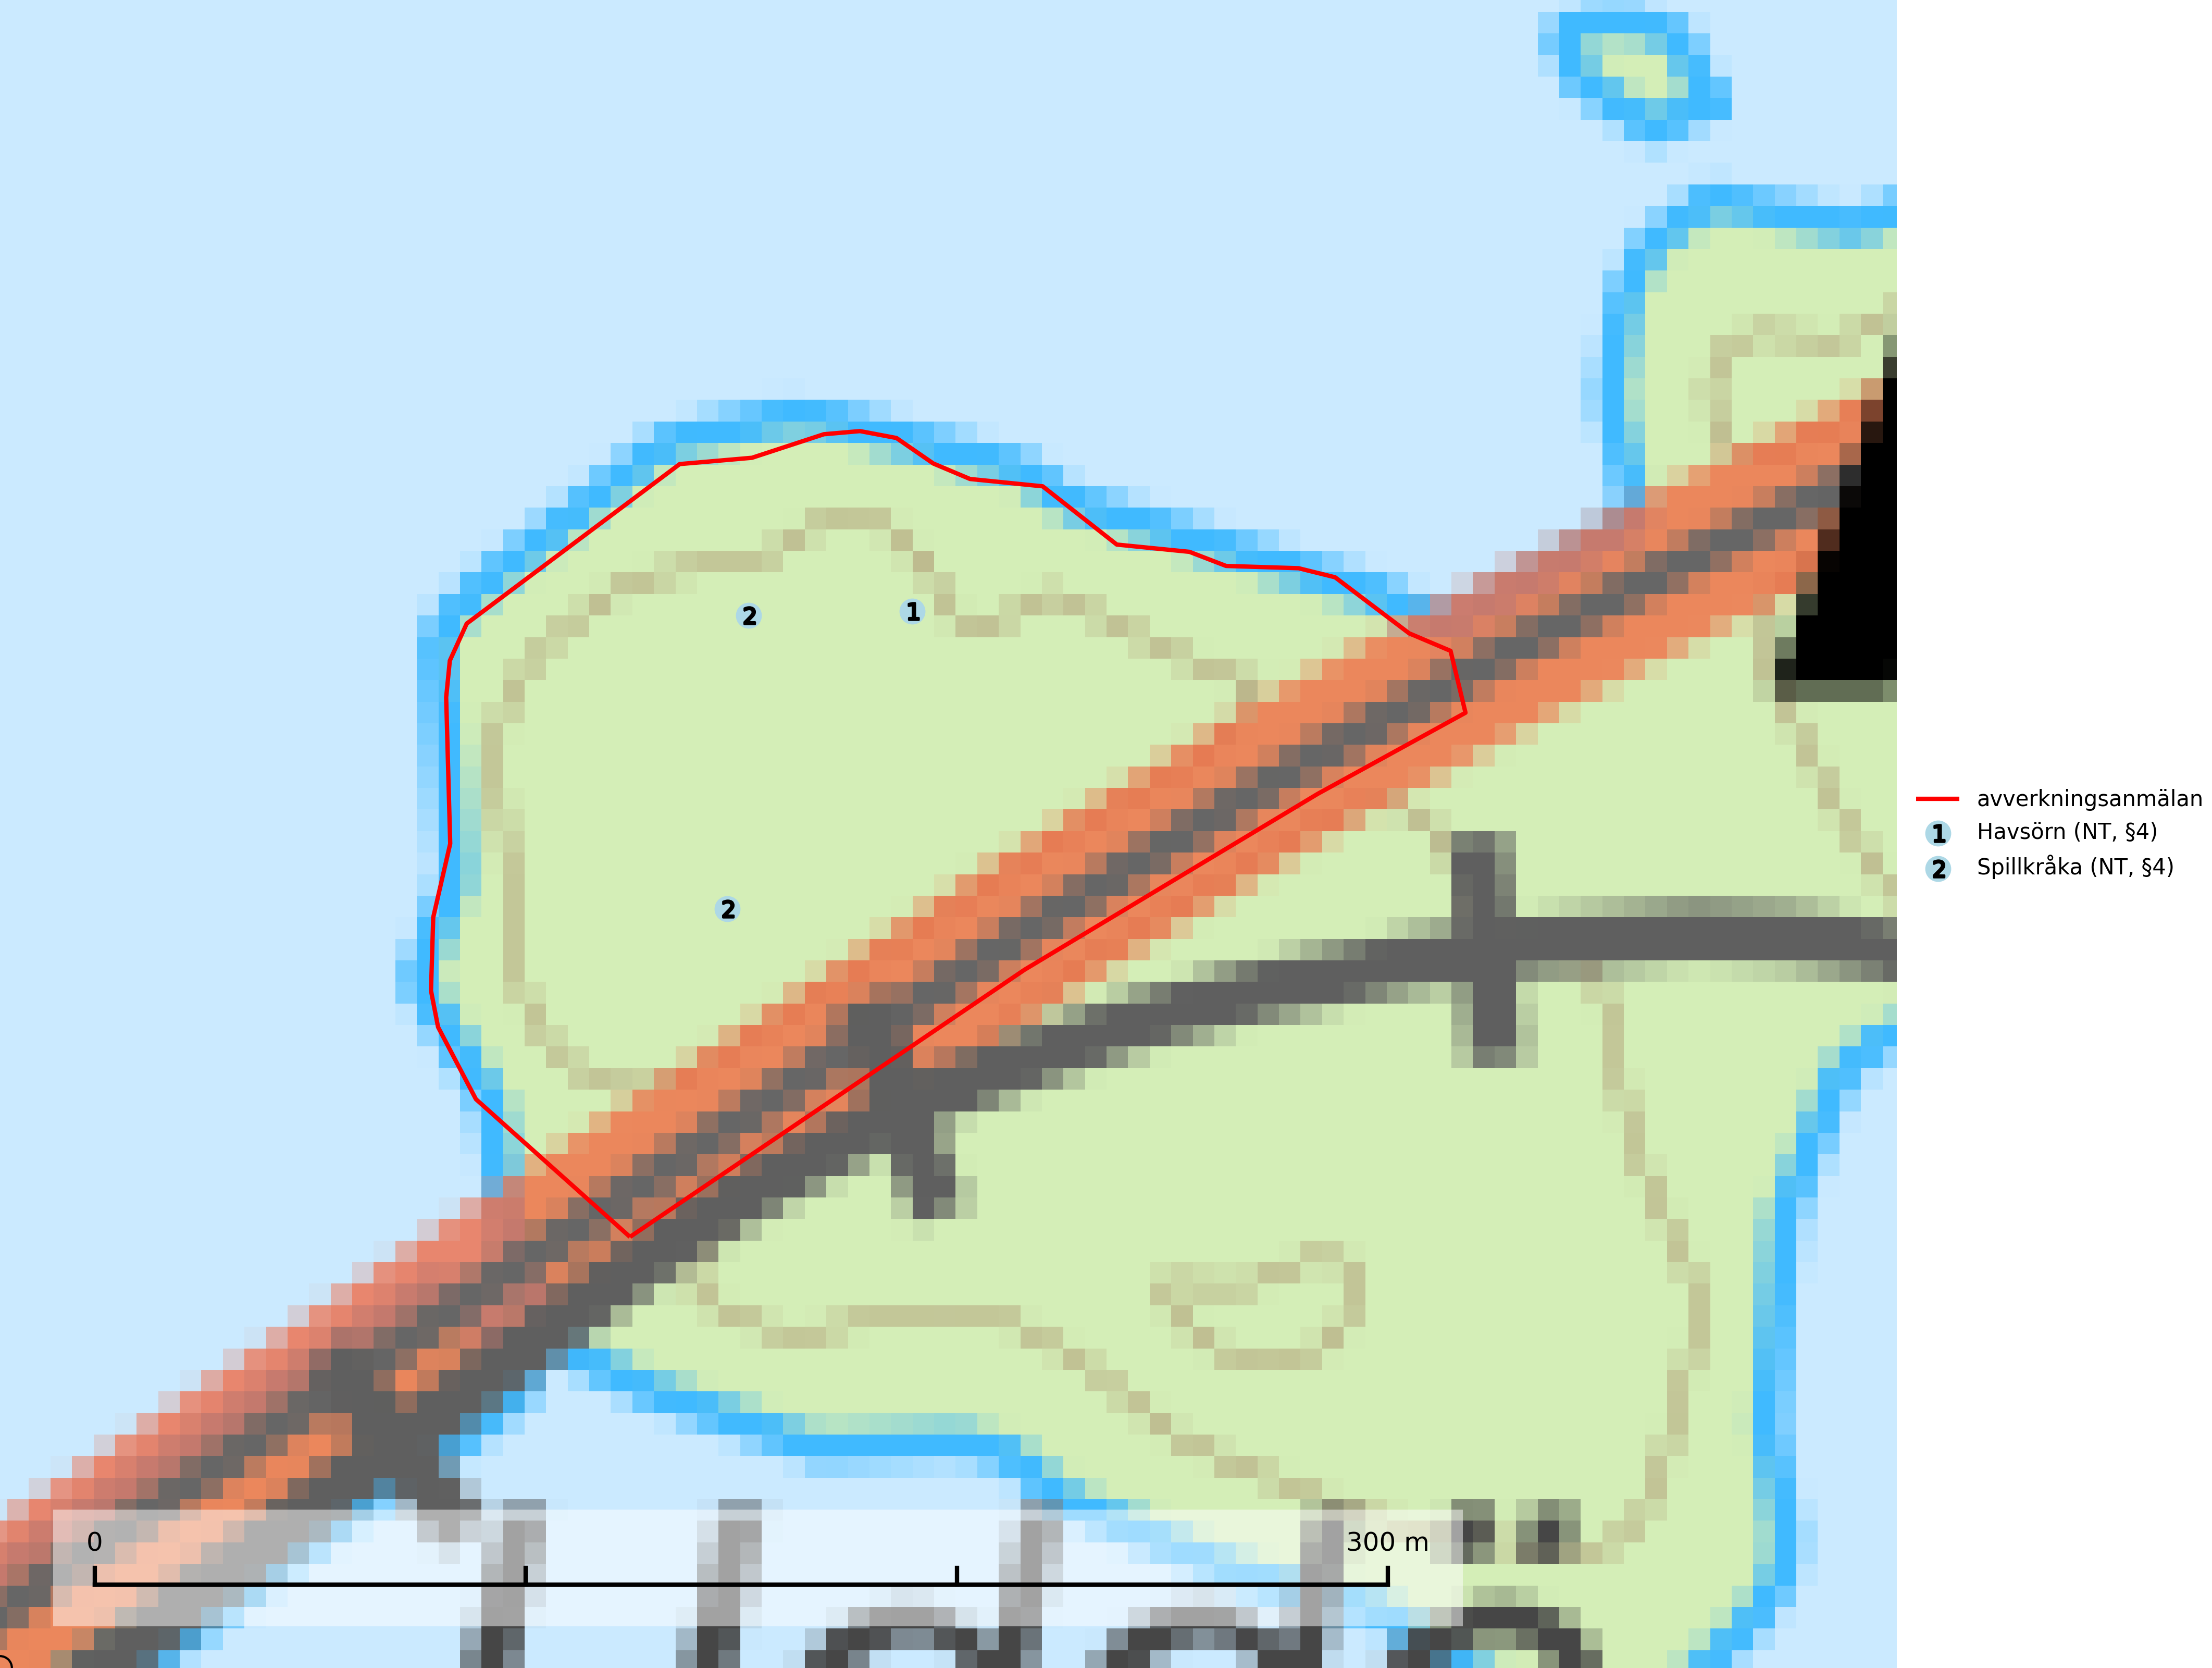 1
2
2
avverkningsanmälan
1 Havsörn (NT, §4)
2 Spillkråka (NT, §4)
0 300 m